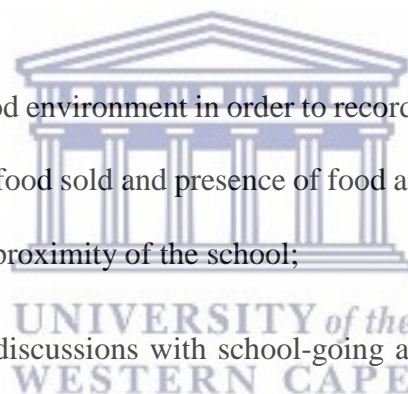 od environment in order to record
food sold and presence of food a
proximity of the school;
UNIVERSITY of the
discussions with school-going a
WESTERN CAPE